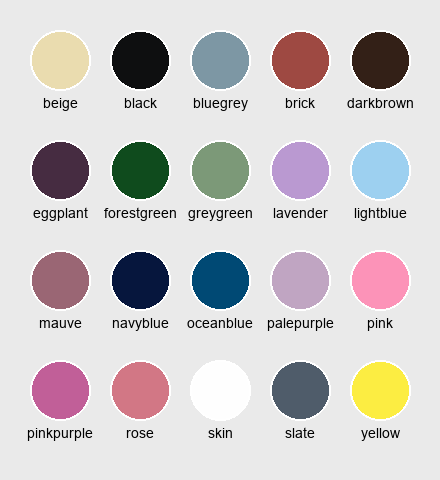 beige black bluegrey brick darkbrown
eggplant forestgreen greygreen lavender lightblue
mauve navyblue oceanblue palepurple pink
pinkpurple rose skin slate yellow